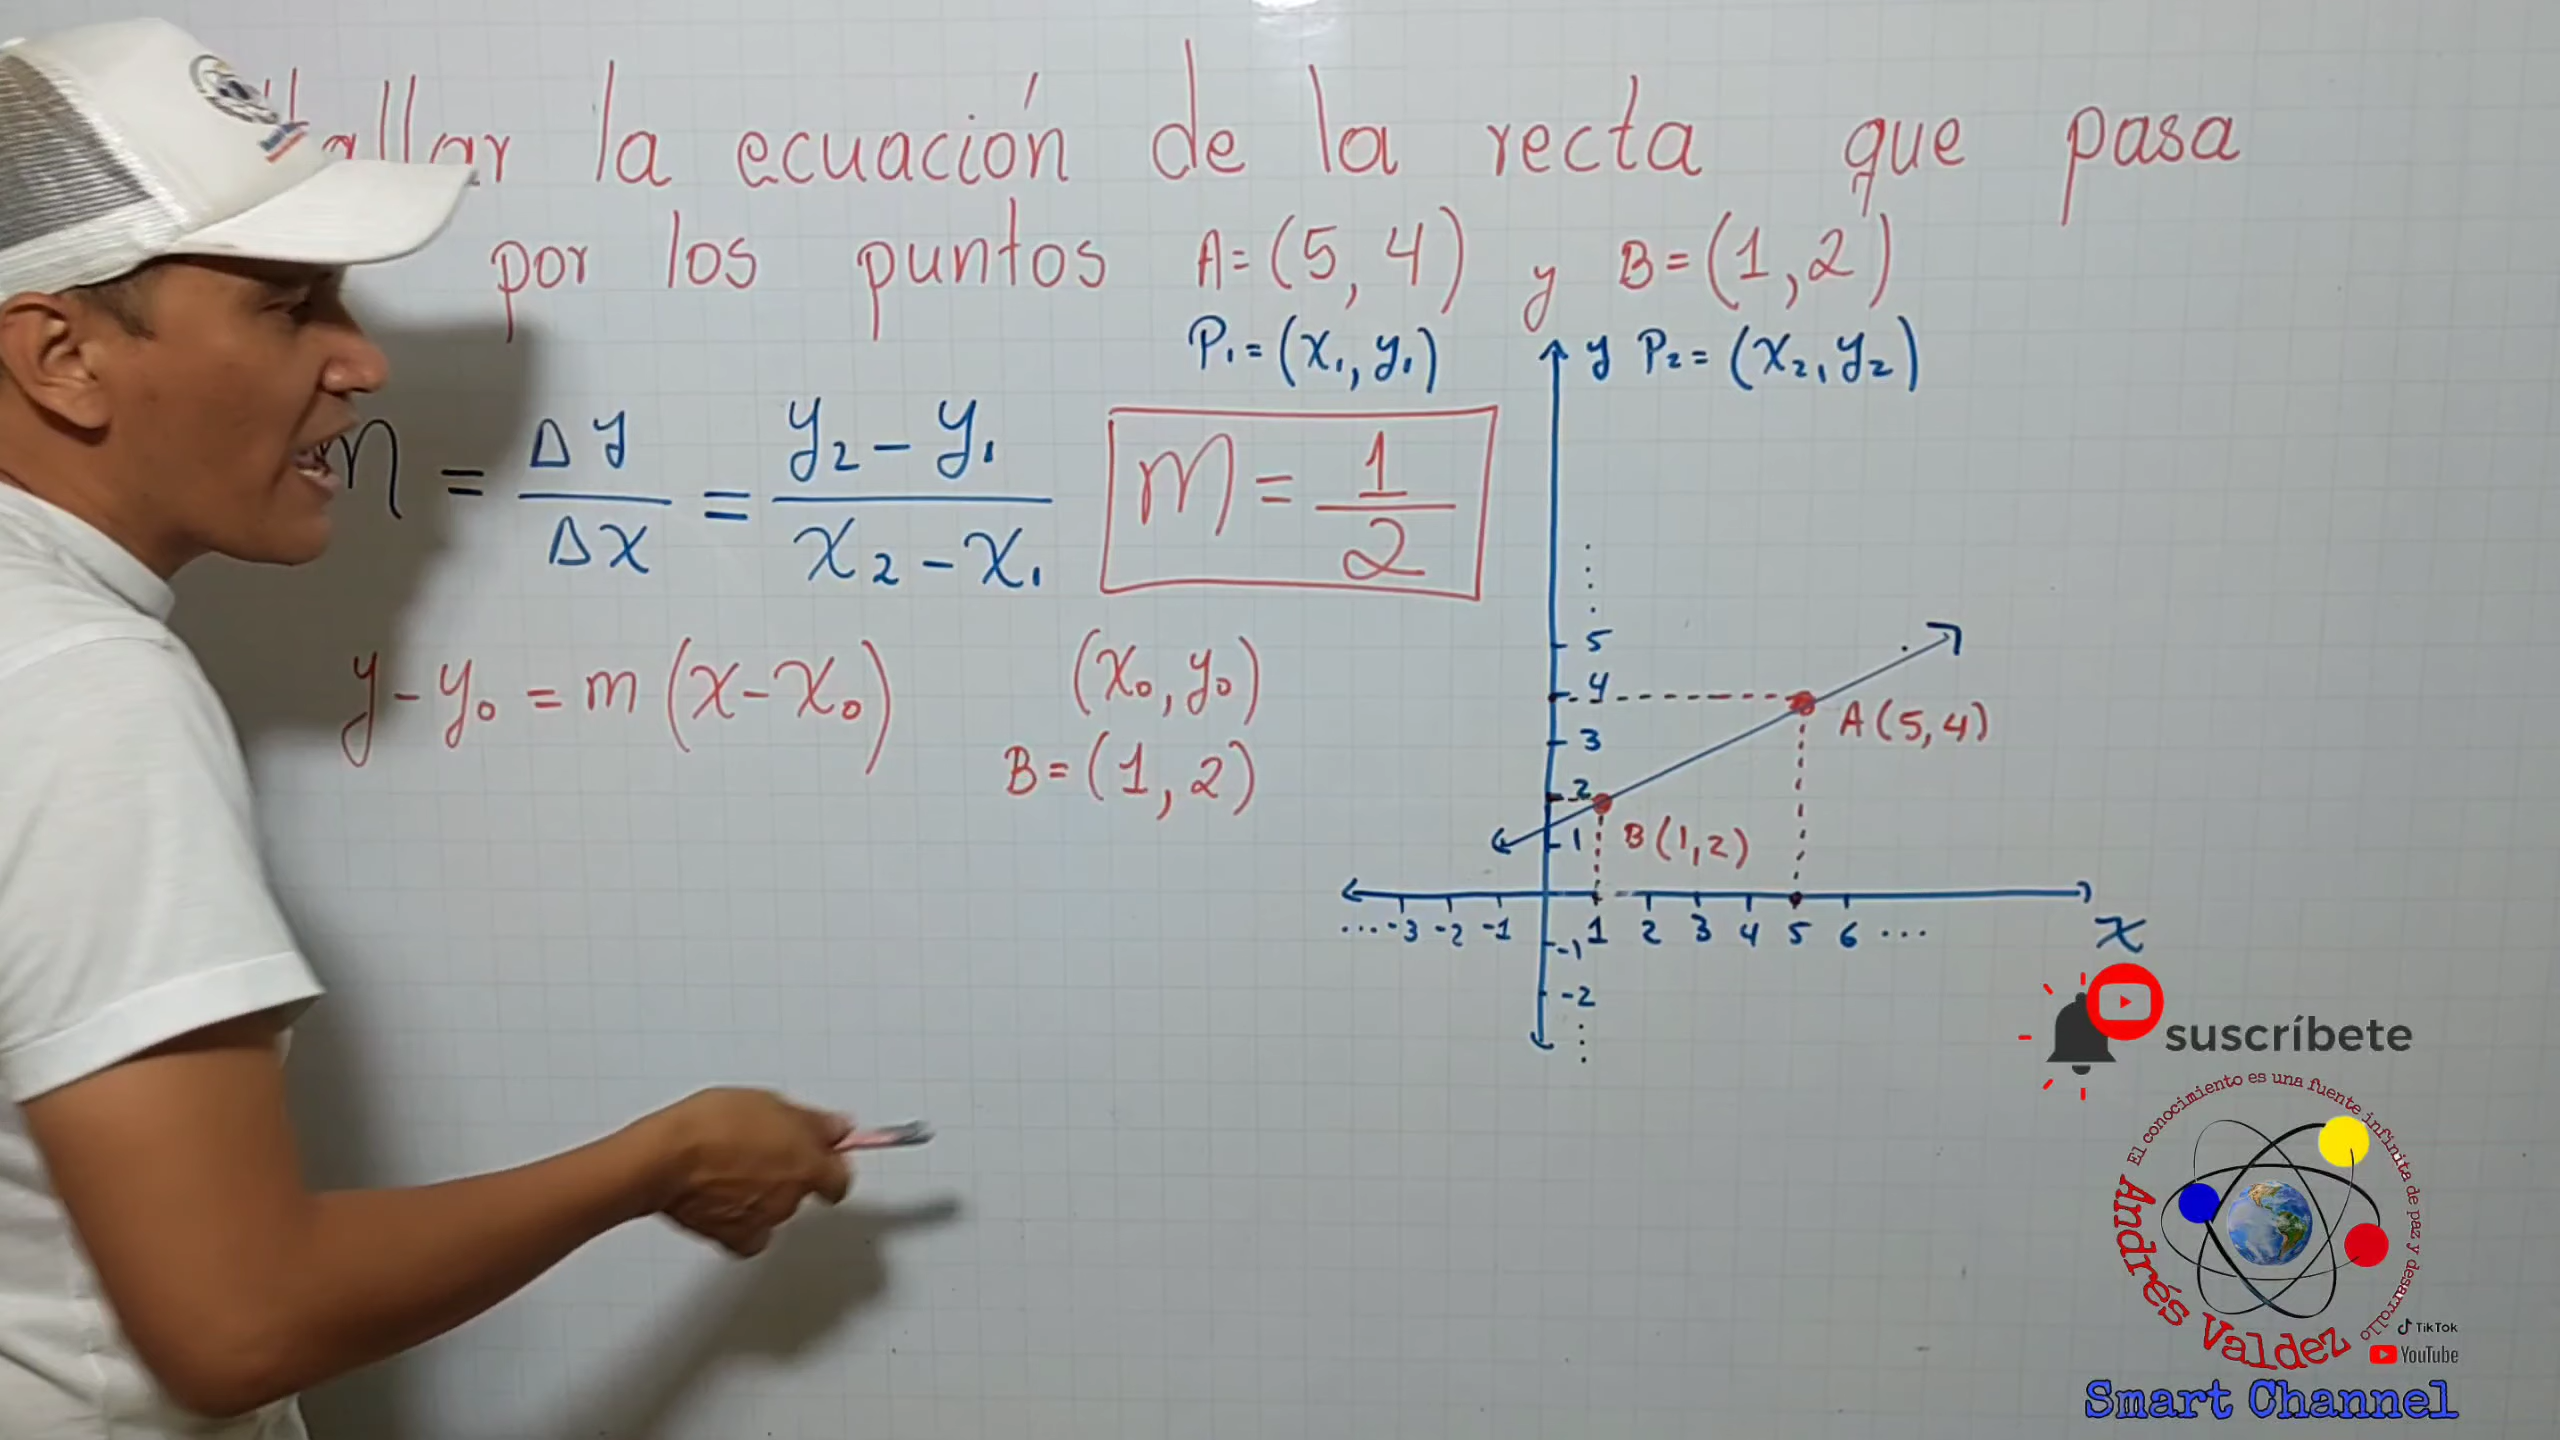 Hallar la ecuación de la recta que pasa
por los puntos A=(5,4) y B=(1,2)
P₁=(x₁,y₁) y P₂=(x₂,y₂)
m = Δy/Δx = (y₂-y₁)/(x₂-x₁)
m = 1/2
y-y₀ = m(x-x₀)
(x₀,y₀)
B=(1,2)
5
4
A(5,4)
3
2
1
B(1,2)
...-3 -2 -1 1 2 3 4 5 6 ...
x
-1
-2
suscríbete
El conocimiento es una fuente infinita de paz y desarrollo
Andrés Valdez
TikTok
YouTube
Smart Channel